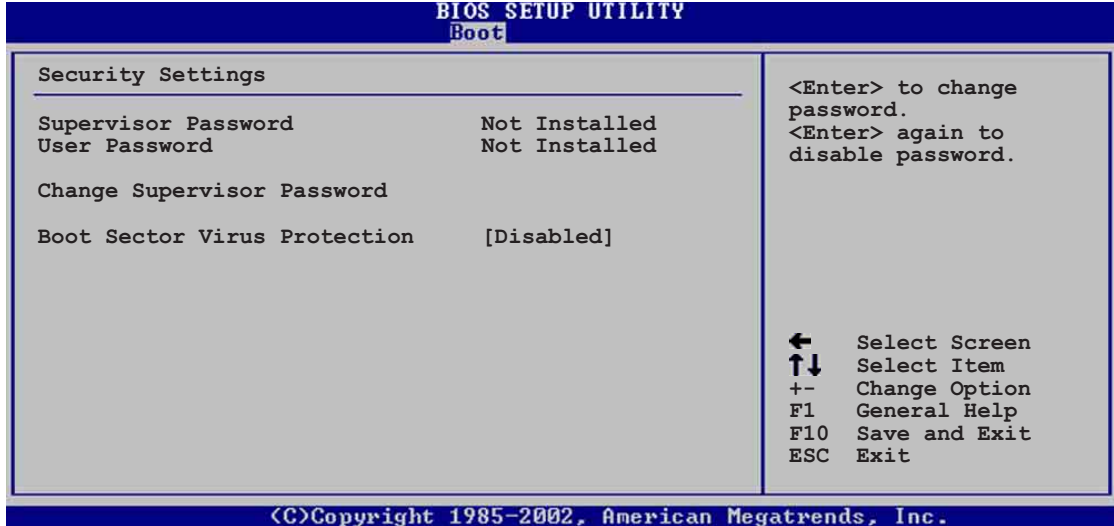 BIOS SETUP UTILITY
Boot
Security Settings
Supervisor Password Not Installed
User Password Not Installed
Change Supervisor Password
Boot Sector Virus Protection [Disabled]
<Enter> to change
password.
<Enter> again to
disable password.
← Select Screen
↑↓ Select Item
+- Change Option
F1 General Help
F10 Save and Exit
ESC Exit
(C)Copyright 1985-2002, American Megatrends, Inc.